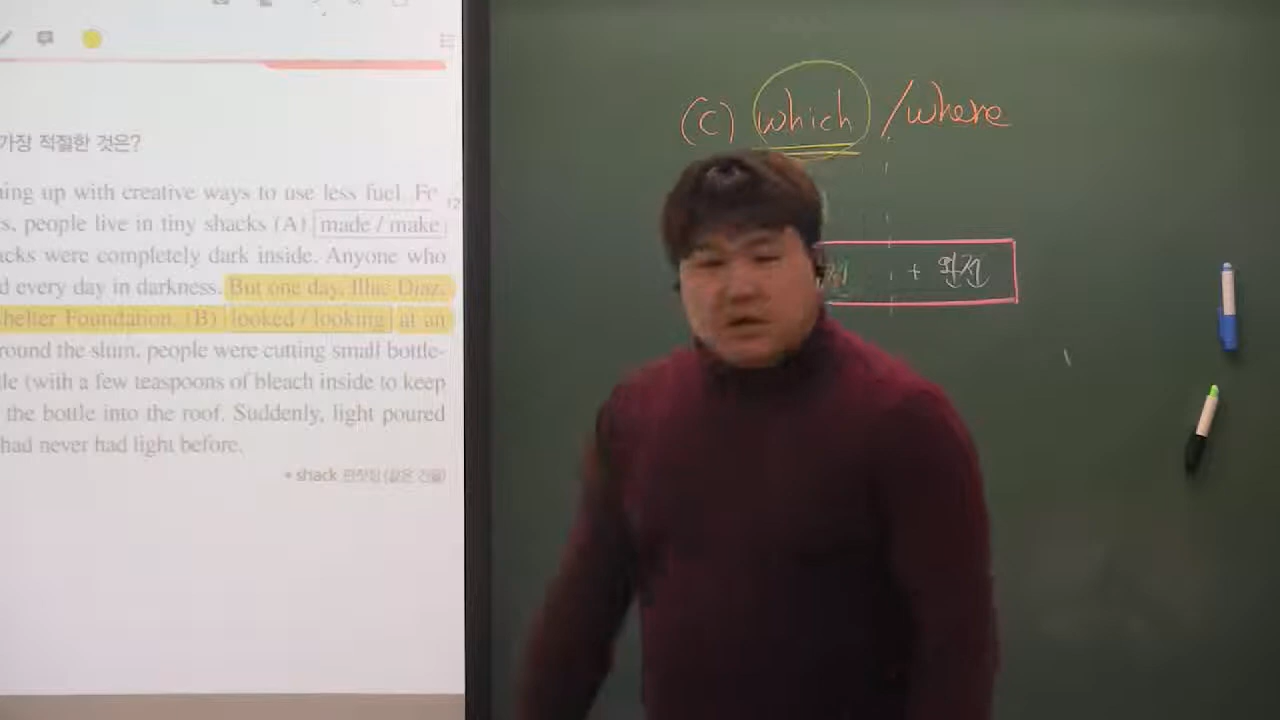 가장 적절한 것은?
ing up with creative ways to use less fuel.
s, people live in tiny shacks (A) made / make
cks were completely dark inside. Anyone who
d every day in darkness. But one day, Illac Diaz,
helter Foundation, (B) looked / looking at an
round the slum, people were cutting small bottle-
le (with a few teaspoons of bleach inside to keep
the bottle into the roof. Suddenly, light poured
had never had light before.
* shack 판잣집
(C) which / where
+ 완전